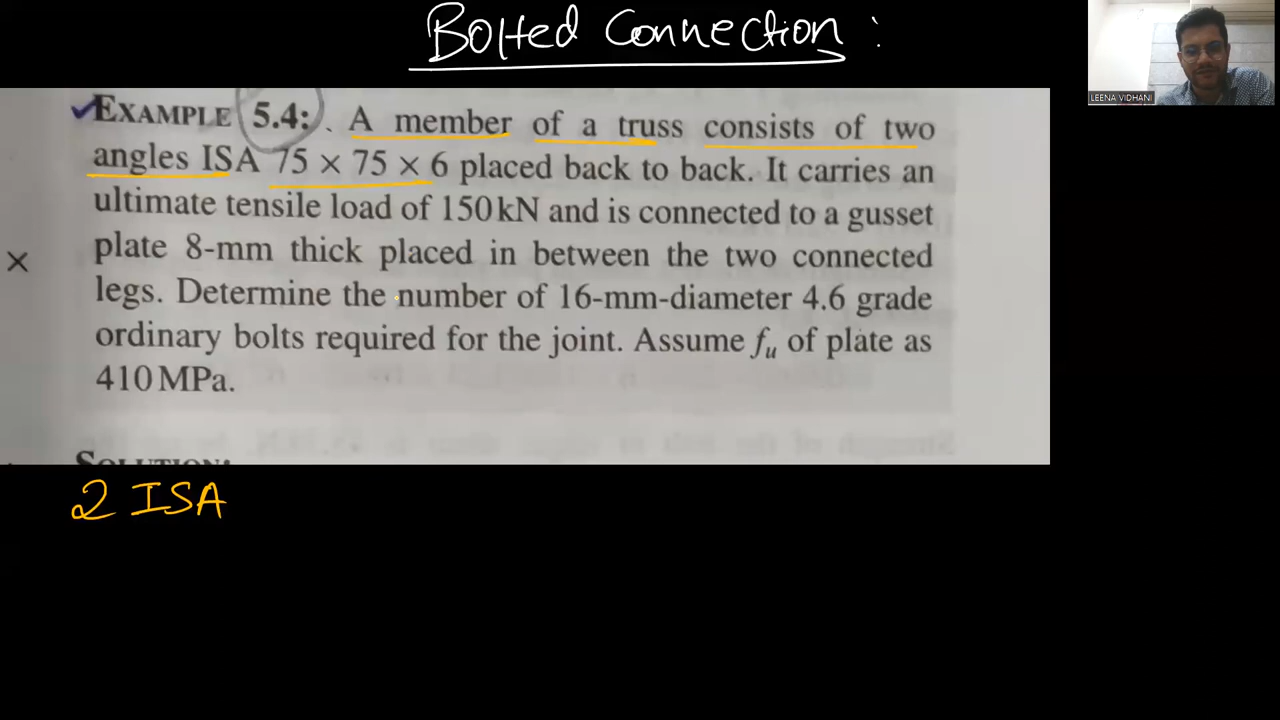 Bolted Connection :
LEENA VIDHANI
EXAMPLE 5.4: A member of a truss consists of two
angles ISA 75 × 75 × 6 placed back to back. It carries an
ultimate tensile load of 150 kN and is connected to a gusset
plate 8-mm thick placed in between the two connected
legs. Determine the number of 16-mm-diameter 4.6 grade
ordinary bolts required for the joint. Assume fu of plate as
410 MPa.
SOLUTION:
2 ISA